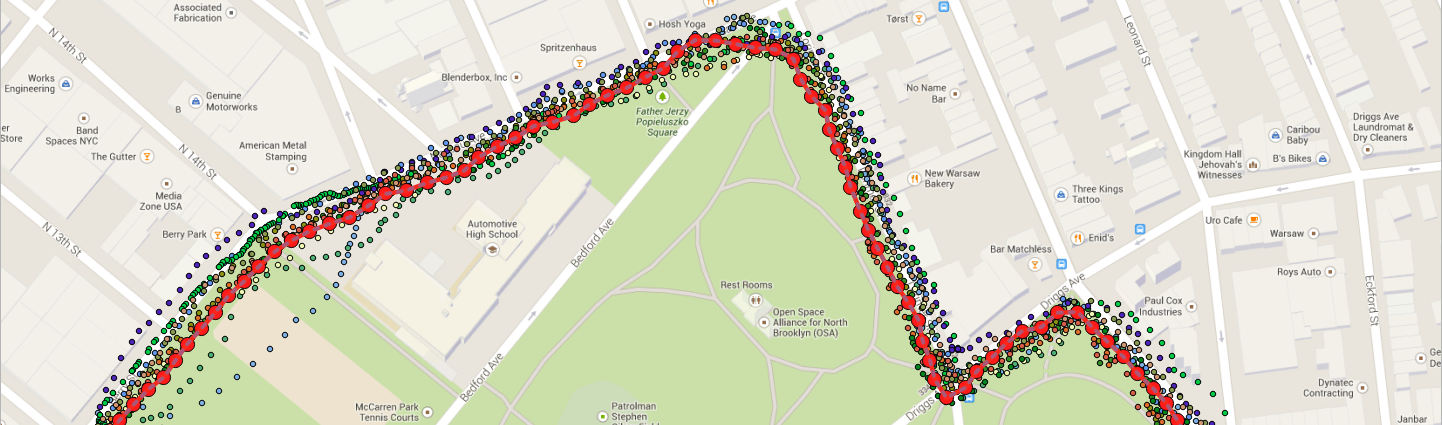 Associated
Fabrication
Hosh Yoga
Tørst
Leonard St
N 14th St
Spritzenhaus
Works
Engineering
Blenderbox, Inc
Genuine
Motorworks
B
No Name
Bar
Father Jerzy
Popieluszko
Square
Band
Spaces NYC
er
Store
Caribou
Baby
Driggs Ave
Laundromat &
Dry Cleaners
The Gutter
N 14th St
American Metal
Stamping
B's Bikes
Kingdom Hall
Jehovah's
Witnesses
New Warsaw
Bakery
Media
Zone USA
Three Kings
Tattoo
N 13th St
Berry Park
Automotive
High School
Bedford Ave
Uro Cafe
Warsaw
Enid's
Bar Matchless
Roys Auto
Rest Rooms
Driggs Ave
Eckford St
Paul Cox
Industries
Open Space
Alliance for North
Brooklyn (OSA)
Bedford Ave
Dynatec
Contracting
McCarren Park
Tennis Courts
Patrolman
Stephen
Driggs
Janbar